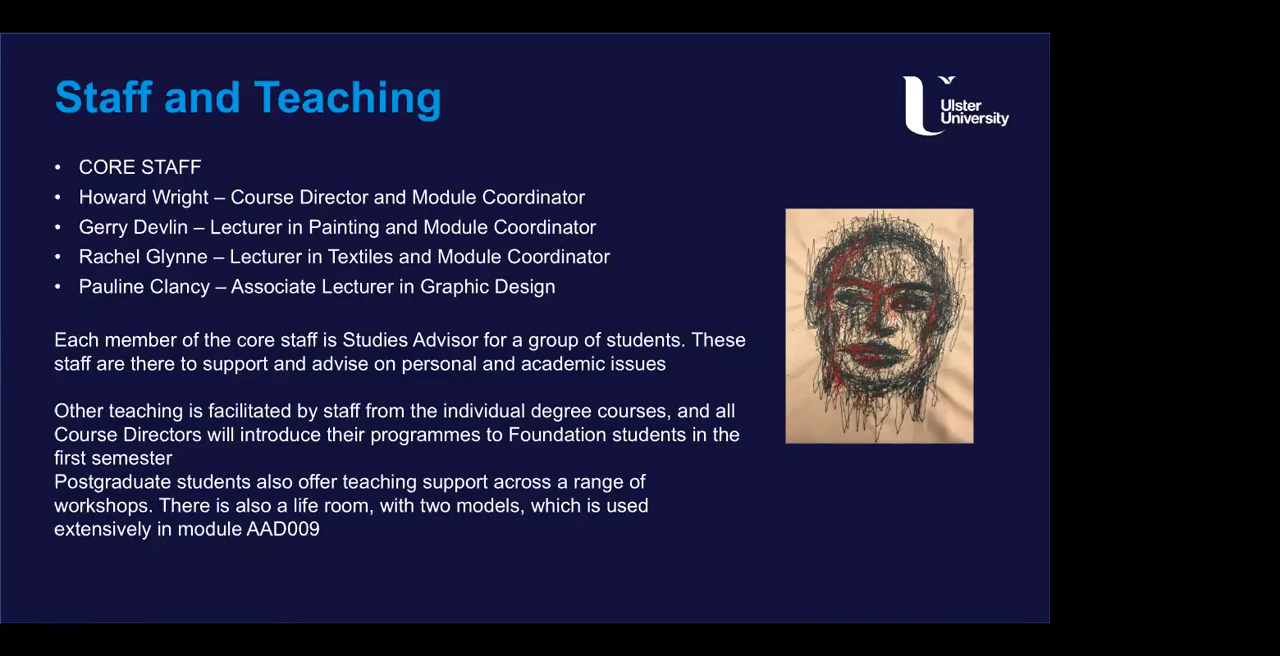 Staff and Teaching
Ulster
University
• CORE STAFF
• Howard Wright – Course Director and Module Coordinator
• Gerry Devlin – Lecturer in Painting and Module Coordinator
• Rachel Glynne – Lecturer in Textiles and Module Coordinator
• Pauline Clancy – Associate Lecturer in Graphic Design
Each member of the core staff is Studies Advisor for a group of students. These
staff are there to support and advise on personal and academic issues
Other teaching is facilitated by staff from the individual degree courses, and all
Course Directors will introduce their programmes to Foundation students in the
first semester
Postgraduate students also offer teaching support across a range of
workshops. There is also a life room, with two models, which is used
extensively in module AAD009